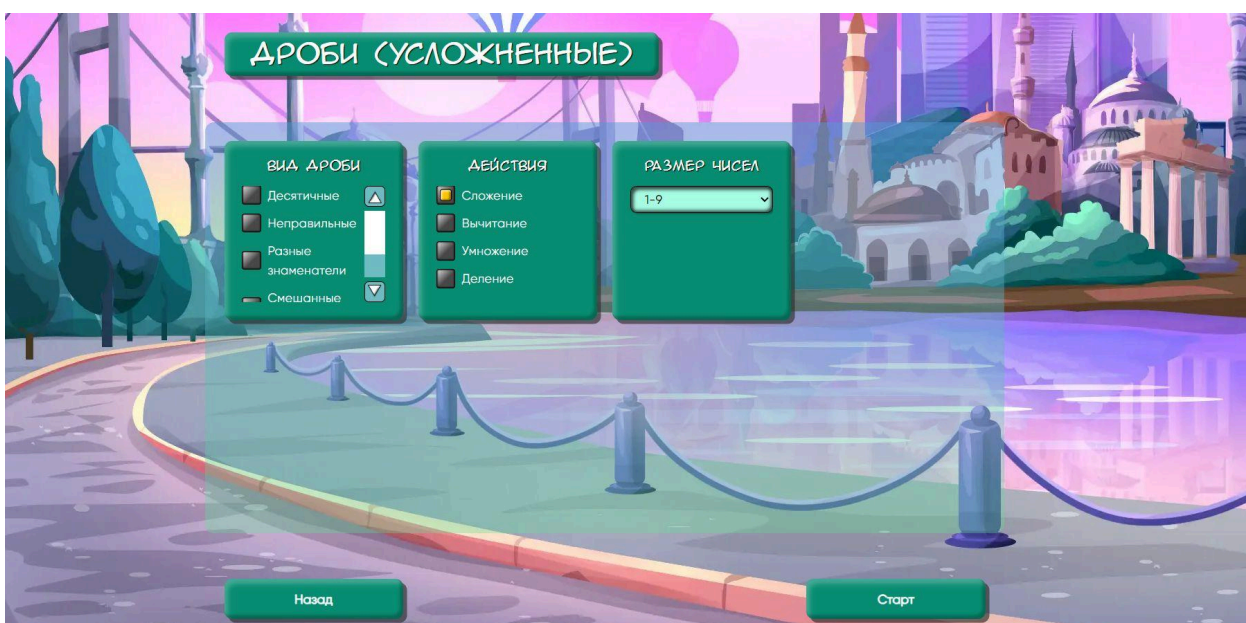 ДРОБИ (УСЛОЖНЕННЫЕ)
ВИД ДРОБИ
Десятичные
Неправильные
Разные
знаменатели
Смешанные
ДЕЙСТВИЯ
Сложение
Вычитание
Умножение
Деление
РАЗМЕР ЧИСЕЛ
1-9
Назад
Старт